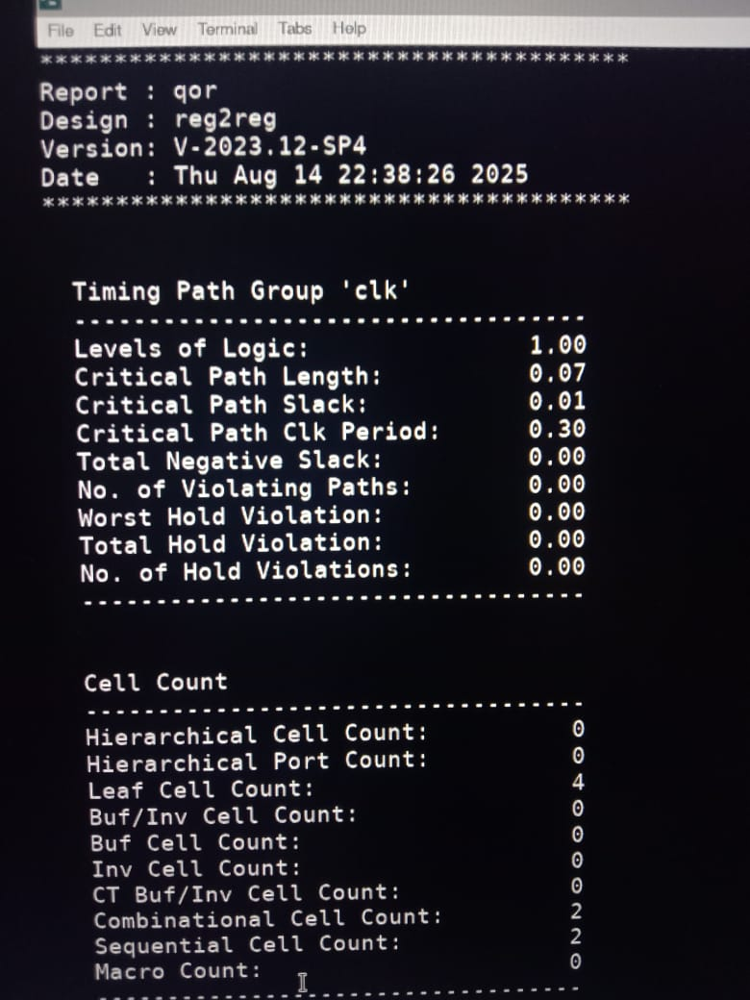 File Edit View Terminal Tabs Help
****************************************
Report : qor
Design : reg2reg
Version: V-2023.12-SP4
Date   : Thu Aug 14 22:38:26 2025
****************************************
Timing Path Group 'clk'
-----------------------------------
Levels of Logic: 1.00
Critical Path Length: 0.07
Critical Path Slack: 0.01
Critical Path Clk Period: 0.30
Total Negative Slack: 0.00
No. of Violating Paths: 0.00
Worst Hold Violation: 0.00
Total Hold Violation: 0.00
No. of Hold Violations: 0.00
-----------------------------------
Cell Count
-----------------------------------
Hierarchical Cell Count: 0
Hierarchical Port Count: 0
Leaf Cell Count: 4
Buf/Inv Cell Count: 0
Buf Cell Count: 0
Inv Cell Count: 0
CT Buf/Inv Cell Count: 0
Combinational Cell Count: 2
Sequential Cell Count: 2
Macro Count: 0
-----------------------------------